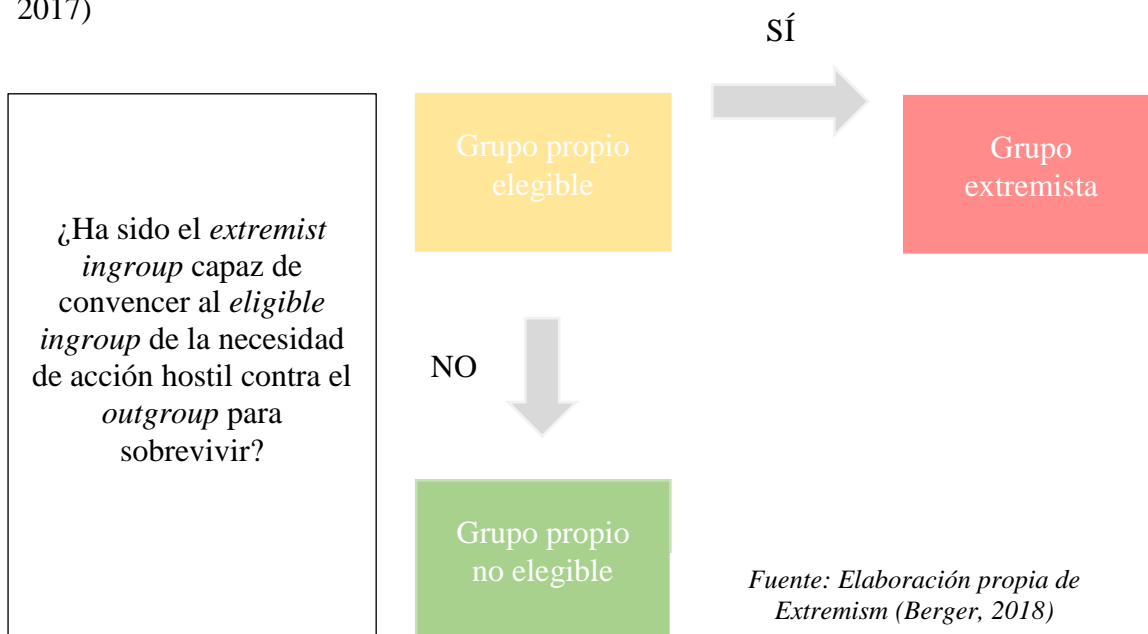 2017)
SÍ
Grupo propio
elegible
Grupo
extremista
¿Ha sido el extremist
ingroup capaz de
convencer al eligible
ingroup de la necesidad
de acción hostil contra el
outgroup para
sobrevivir?
NO
Grupo propio
no elegible
Fuente: Elaboración propia de
Extremism (Berger, 2018)